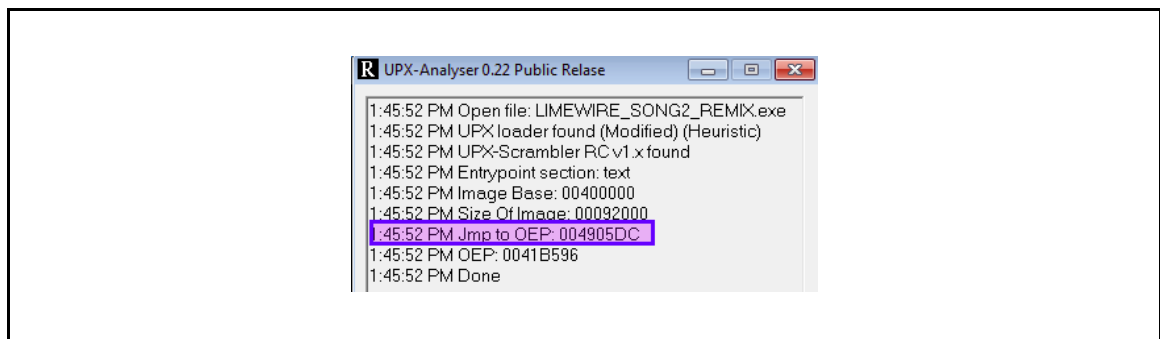 R UPX-Analyser 0.22 Public Relase
1:45:52 PM Open file: LIMEWIRE_SONG2_REMIX.exe
1:45:52 PM UPX loader found (Modified) (Heuristic)
1:45:52 PM UPX-Scrambler RC v1.x found
1:45:52 PM Entrypoint section: text
1:45:52 PM Image Base: 00400000
1:45:52 PM Size Of Image: 00092000
1:45:52 PM Jmp to OEP: 004905DC
1:45:52 PM OEP: 0041B596
1:45:52 PM Done